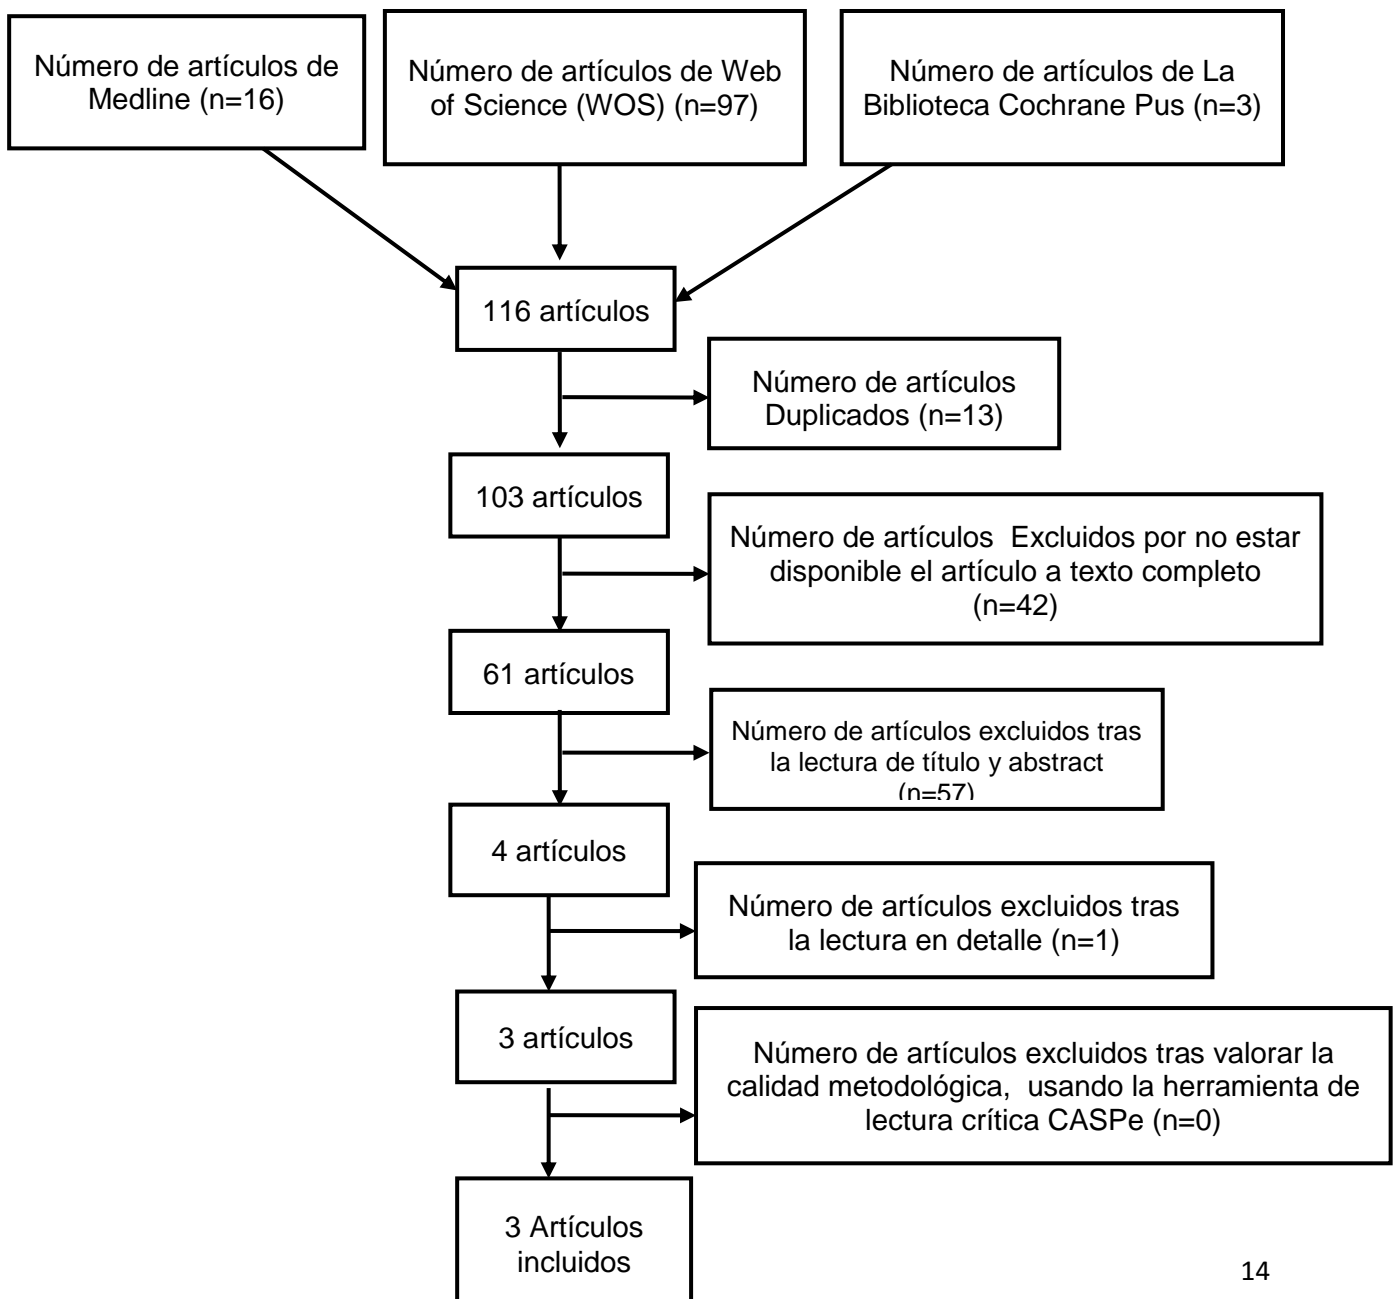 Número de artículos de
Medline (n=16)
Número de artículos de Web
of Science (WOS) (n=97)
Número de artículos de La
Biblioteca Cochrane Pus (n=3)
116 artículos
Número de artículos
Duplicados (n=13)
103 artículos
Número de artículos Excluidos por no estar
disponible el artículo a texto completo
(n=42)
61 artículos
Número de artículos excluidos tras
la lectura de título y abstract
(n=57)
4 artículos
Número de artículos excluidos tras
la lectura en detalle (n=1)
3 artículos
Número de artículos excluidos tras valorar la
calidad metodológica, usando la herramienta de
lectura crítica CASPe (n=0)
3 Artículos
incluidos
14